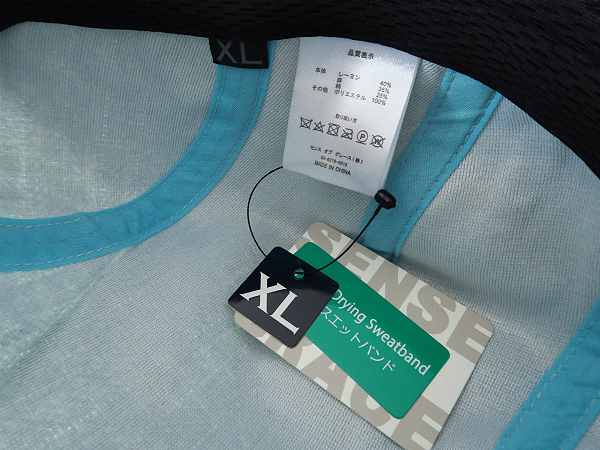 XL
品質表示
本体 レーヨン 40%
綿 35%
麻 25%
その他 ポリエステル 100%
取り扱い方
センス オブ グレース(株)
MADE IN CHINA
XL
SENSE
Drying Sweatband
スエットバンド
GRACE